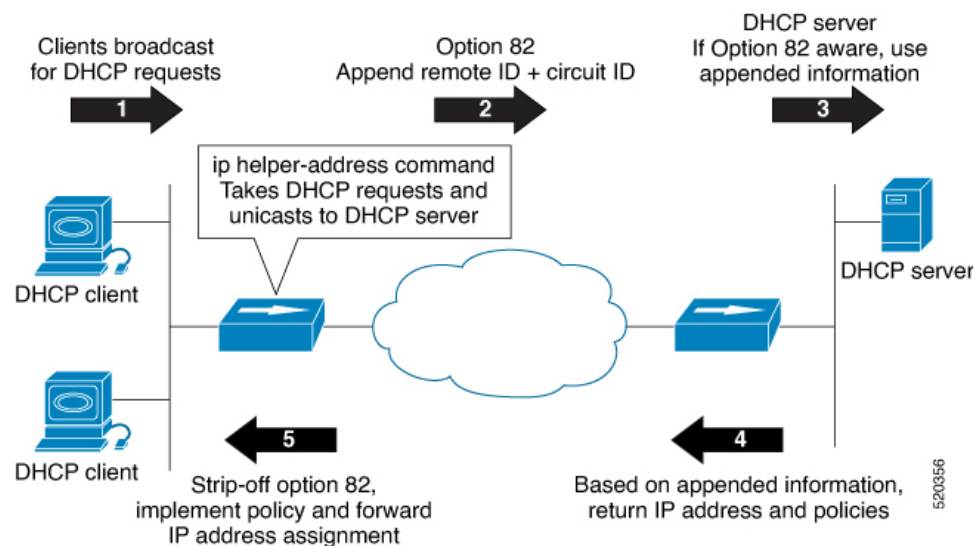 Clients broadcast
for DHCP requests
1
Option 82
Append remote ID + circuit ID
2
DHCP server
If Option 82 aware, use
appended information
3
ip helper-address command
Takes DHCP requests and
unicasts to DHCP server
DHCP client
DHCP server
DHCP client
5
Strip-off option 82,
implement policy and forward
IP address assignment
4
Based on appended information,
return IP address and policies
520356